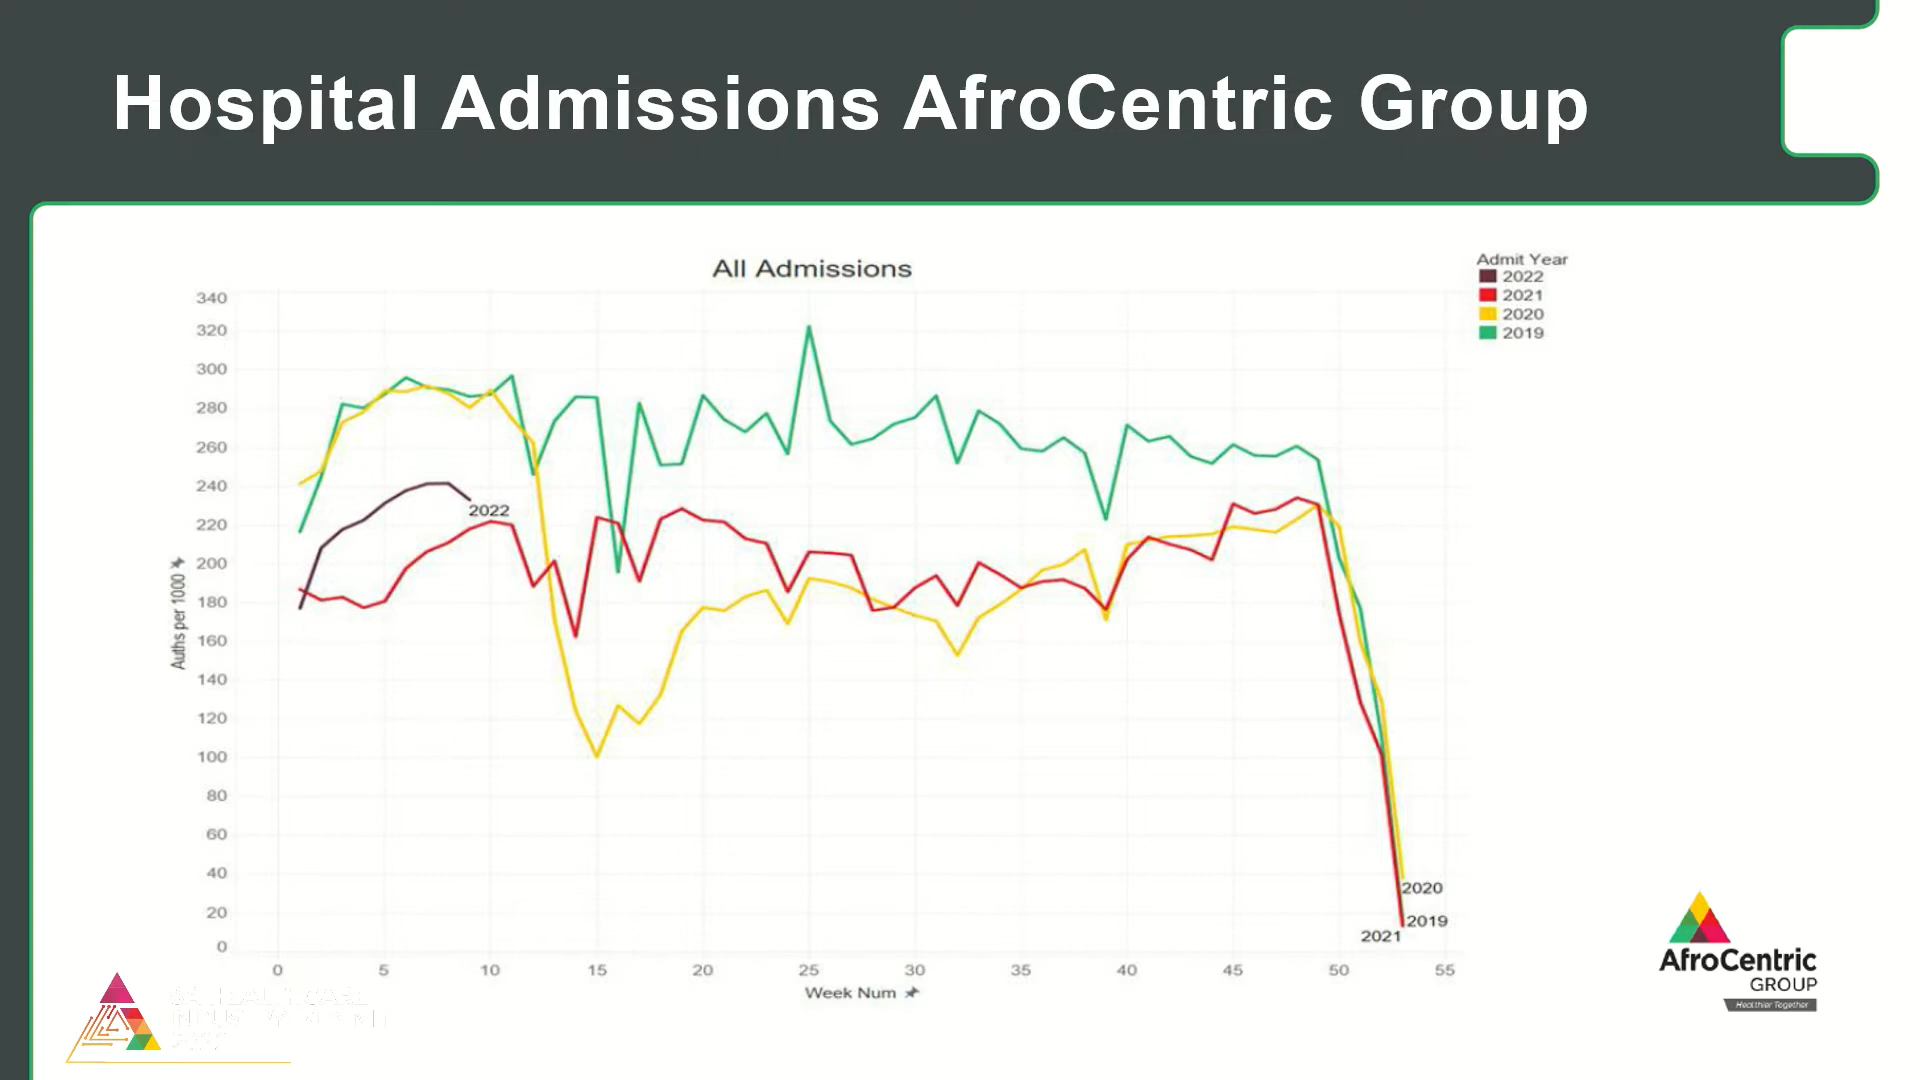 Hospital Admissions AfroCentric Group
All Admissions
Admit Year
2022
2021
2020
2019
340
320
300
280
260
240
220
200
180
160
140
120
100
80
60
40
20
0
Auths per 1000
2022
2020
2019
2021
0 5 10 15 20 25 30 35 40 45 50 55
Week Num
AfroCentric
GROUP
Healthier Together